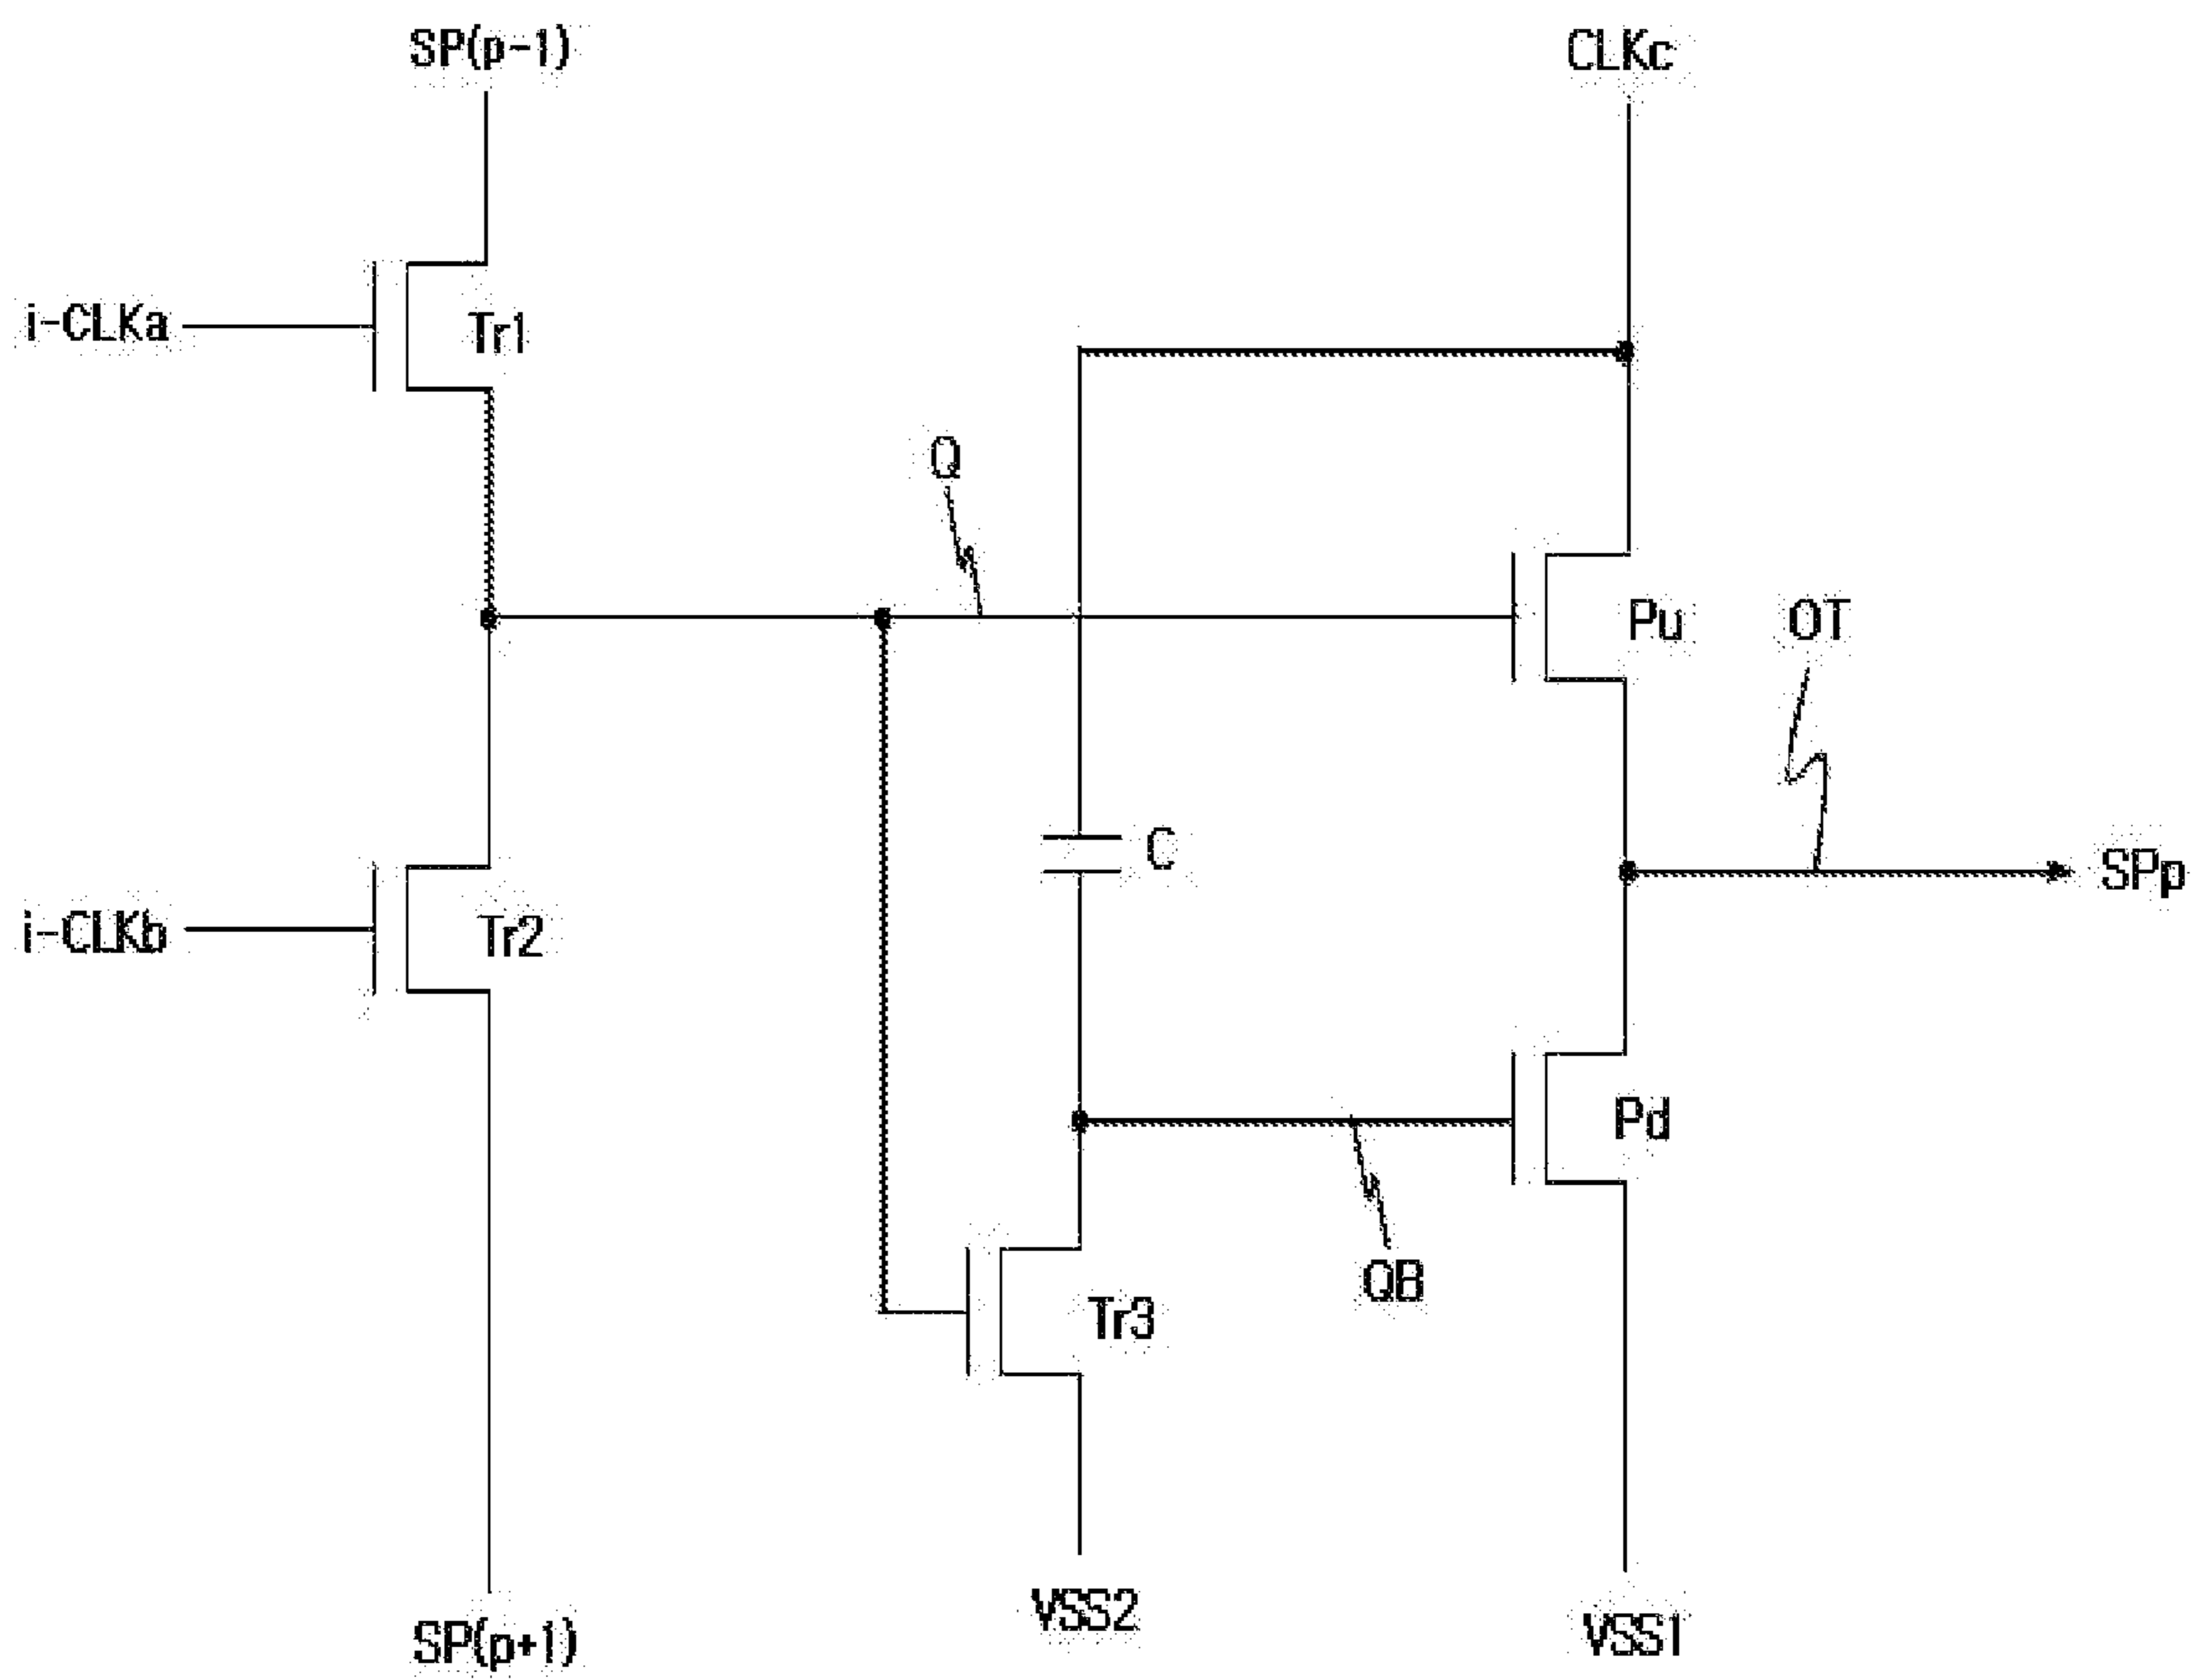 SP(p-1)
CLKc
i-CLKa
Tr1
Q
Pu
OT
C
SPp
i-CLKb
Tr2
Pd
QB
Tr3
VSS2
VSS1
SP(p+1)